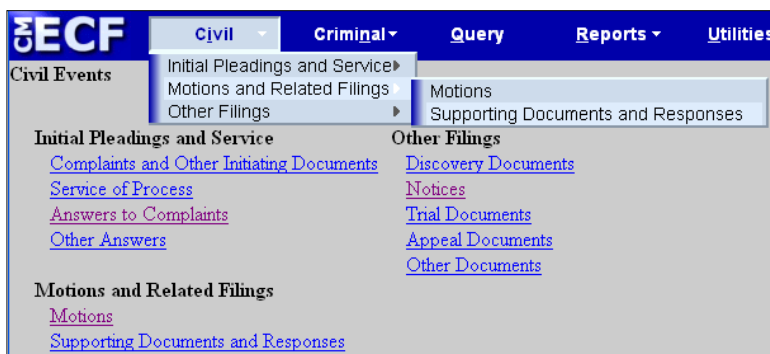 CM ECF Civil Criminal Query Reports Utilities
Civil Events
Initial Pleadings and Service
Motions and Related Filings
Other Filings
Motions
Supporting Documents and Responses
Initial Pleadings and Service
Complaints and Other Initiating Documents
Service of Process
Answers to Complaints
Other Answers
Motions and Related Filings
Motions
Supporting Documents and Responses
Other Filings
Discovery Documents
Notices
Trial Documents
Appeal Documents
Other Documents